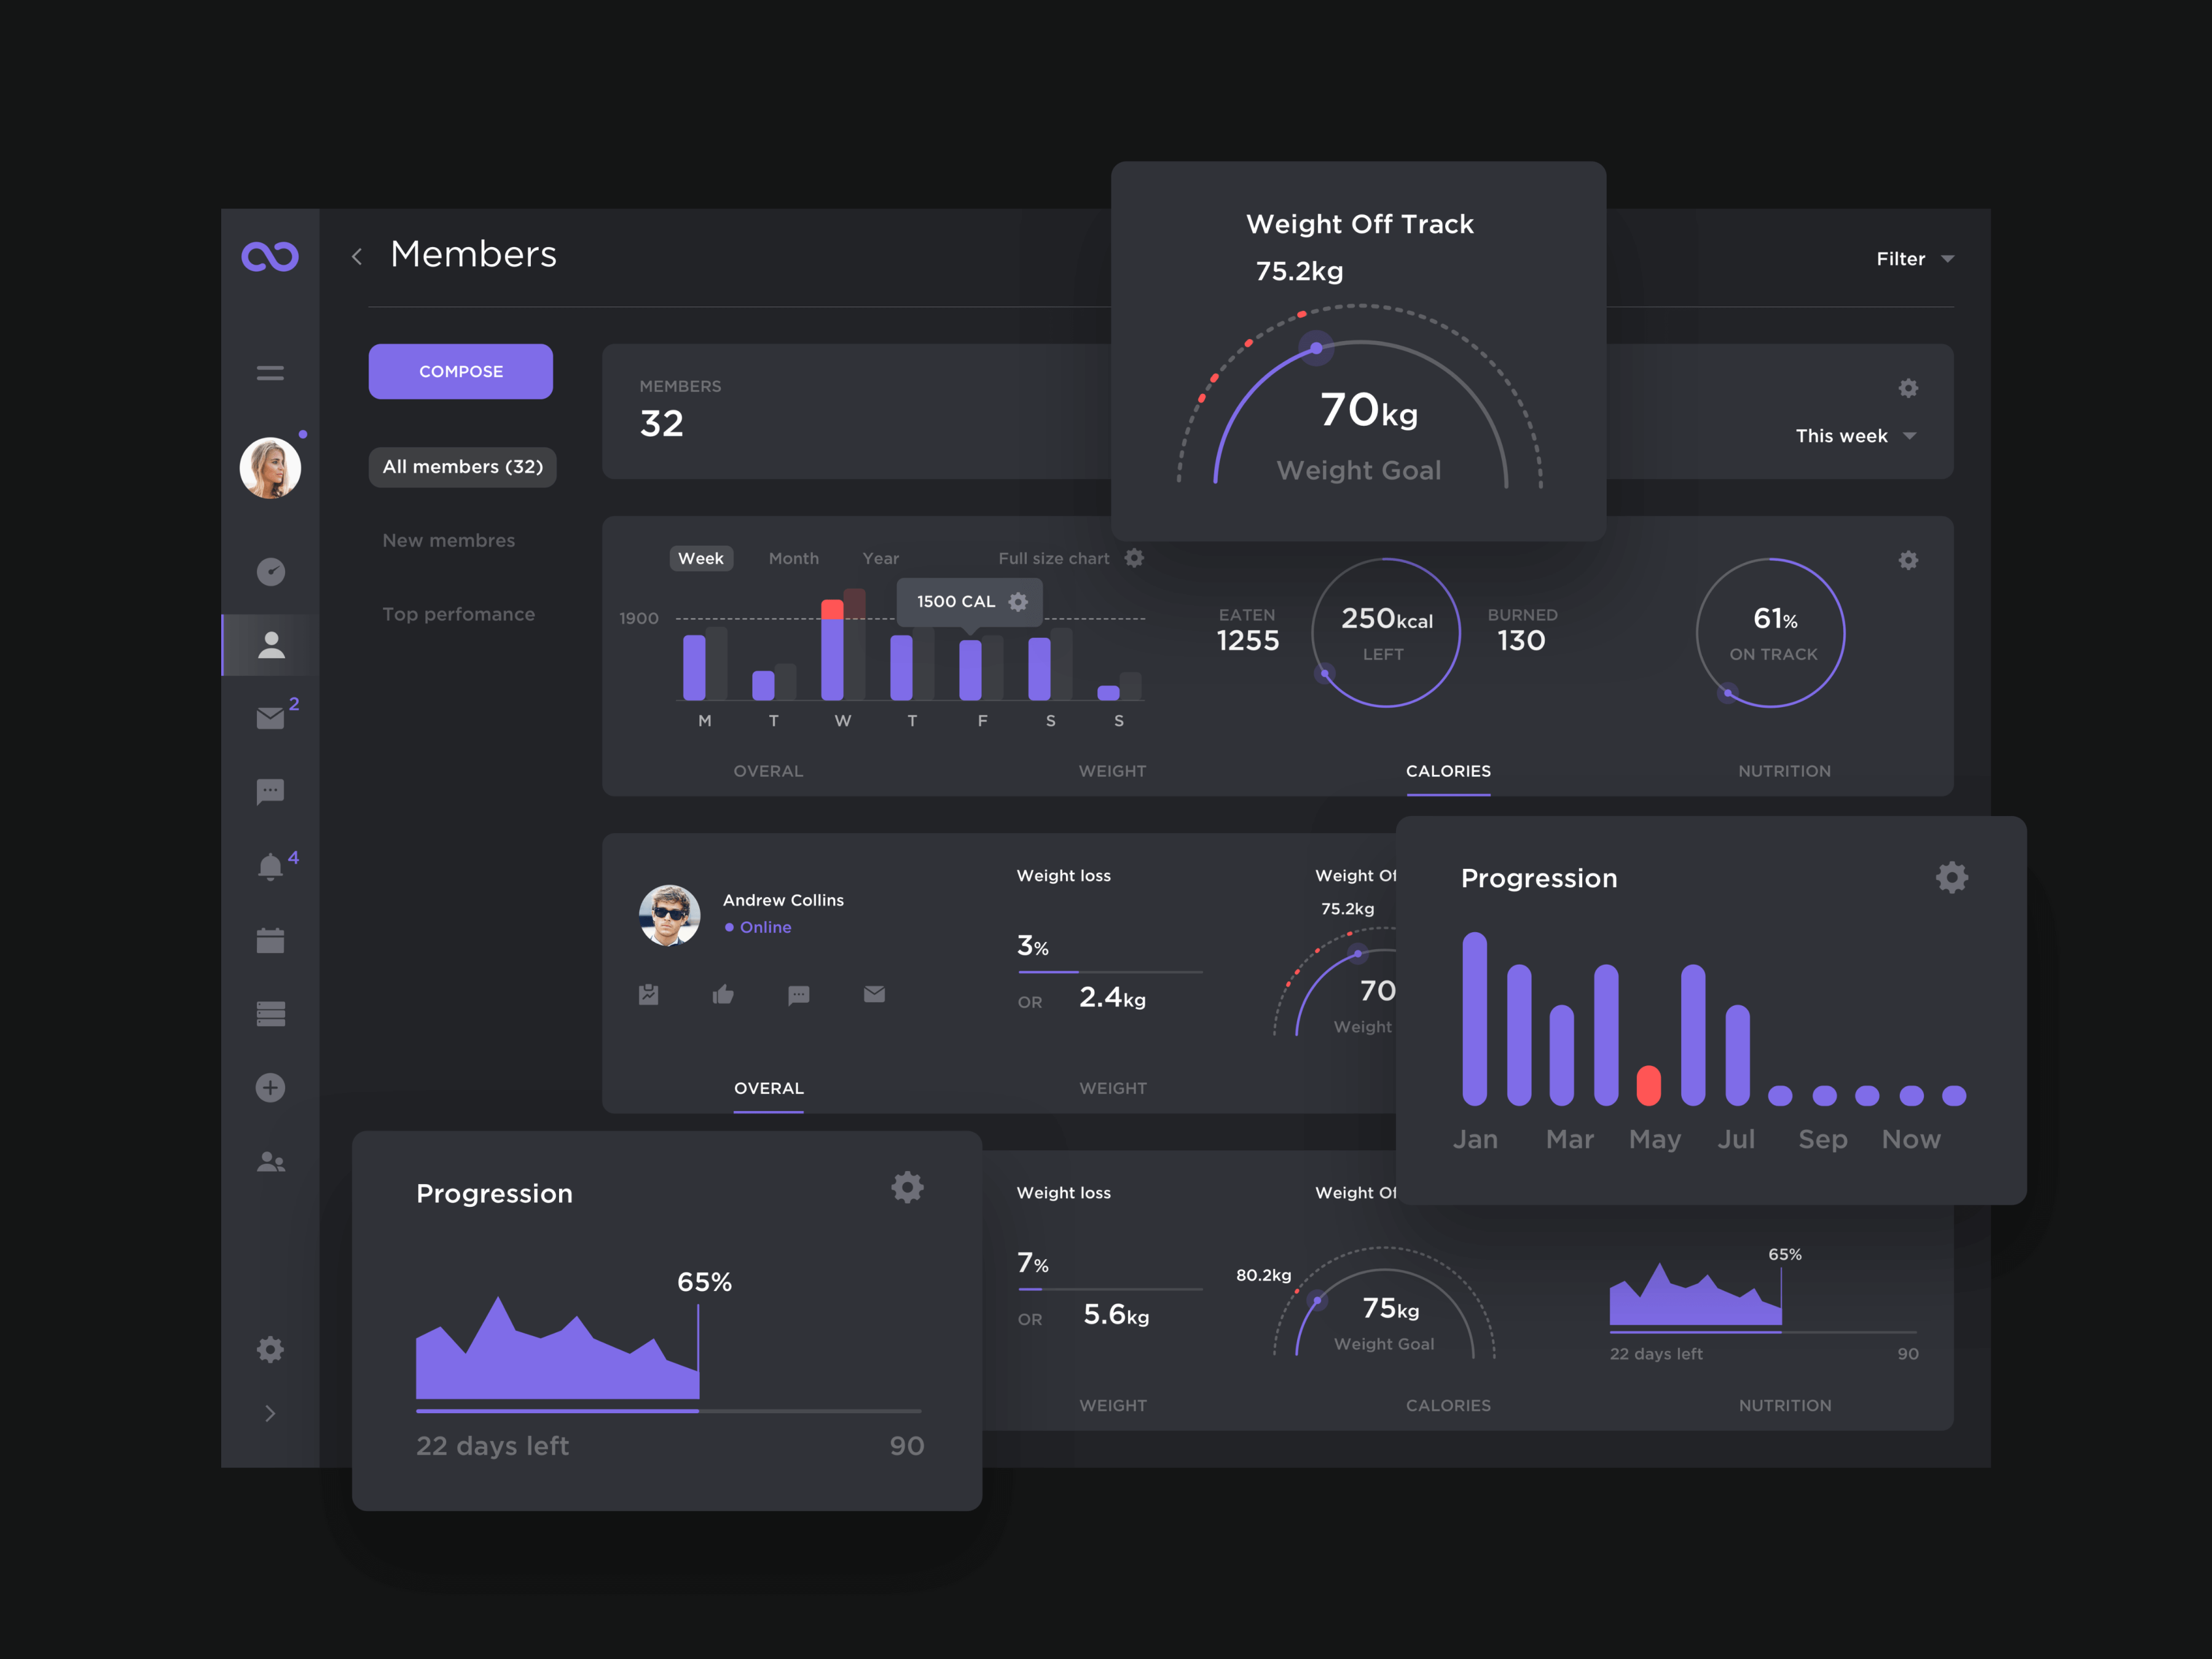 Members
Filter
COMPOSE
All members (32)
New membres
Top perfomance
MEMBERS
32
This week
Weight Off Track
75.2kg
70kg
Weight Goal
2
4
Week Month Year Full size chart
1900
1500 CAL
M T W T F S S
EATEN
1255
250kcal
LEFT
BURNED
130
61%
ON TRACK
OVERAL WEIGHT CALORIES NUTRITION
Andrew Collins
Online
Weight loss
3%
OR 2.4kg
Weight
75.2kg
70
Weight
OVERAL WEIGHT
Progression
Jan Mar May Jul Sep Now
Progression
65%
22 days left 90
Weight loss
7%
OR 5.6kg
Weight
80.2kg
75kg
Weight Goal
65%
22 days left 90
WEIGHT CALORIES NUTRITION